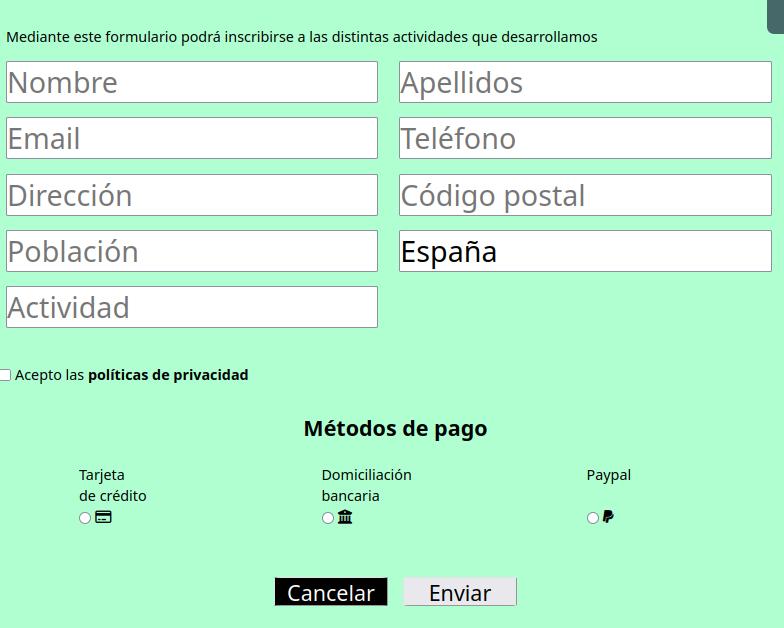 Mediante este formulario podrá inscribirse a las distintas actividades que desarrollamos
Nombre
Apellidos
Email
Teléfono
Dirección
Código postal
Población
España
Actividad
Acepto las políticas de privacidad
Métodos de pago
Tarjeta
de crédito
Domiciliación
bancaria
Paypal
Cancelar
Enviar